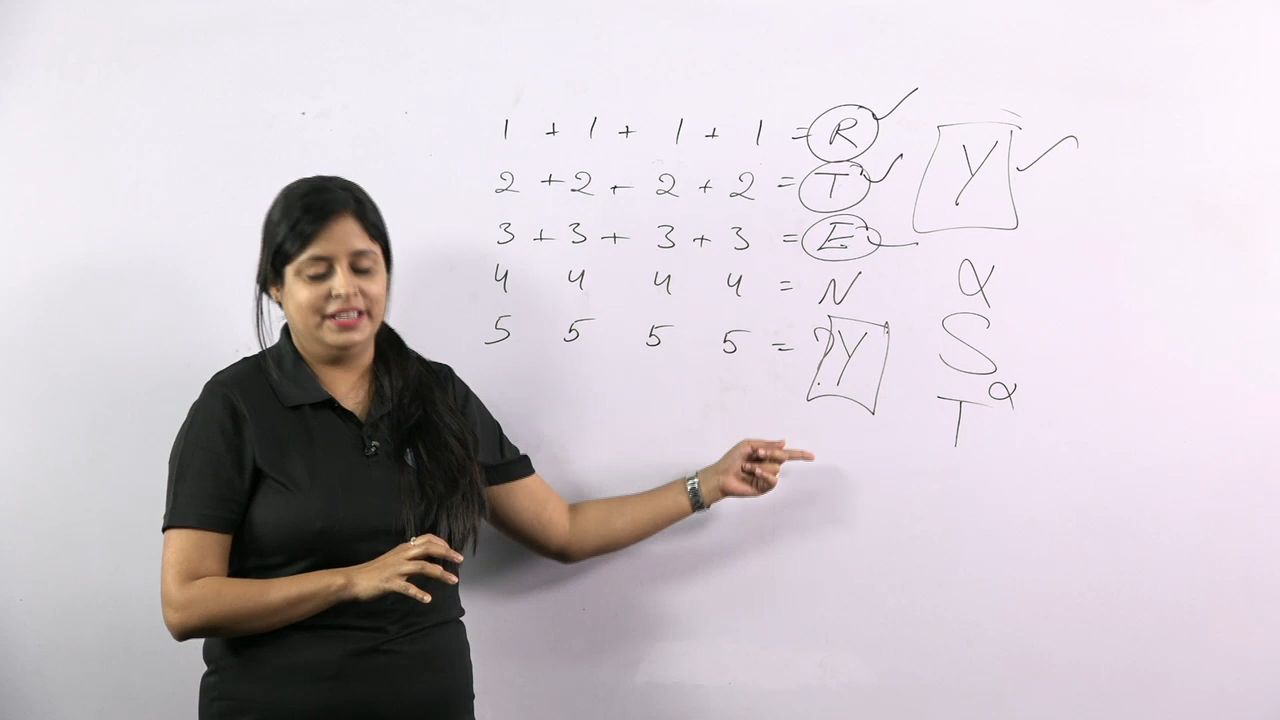 1 + 1 + 1 + 1 = R
2 + 2 + 2 + 2 = T
3 + 3 + 3 + 3 = E
4 4 4 4 = N
5 5 5 5 = ? Y
Y
α
S
T α